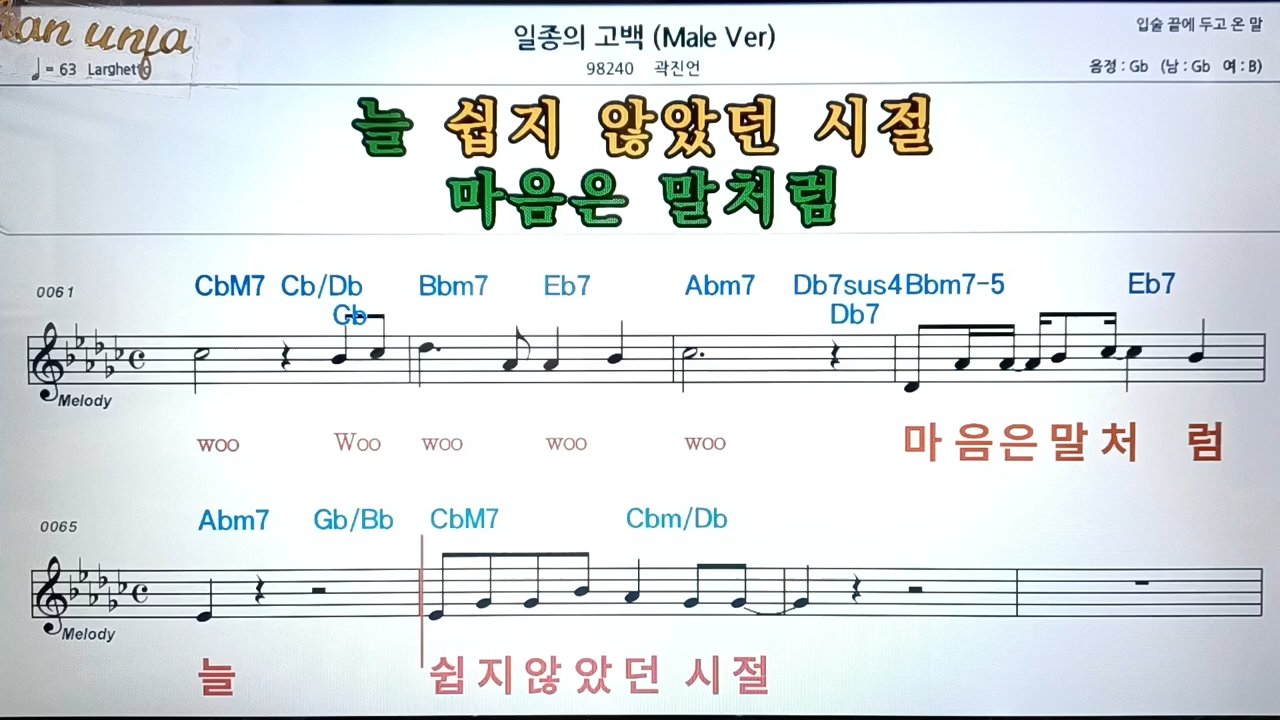 일종의 고백 (Male Ver)
입술 끝에 두고 온 말
♩= 63 Larghetto
98240 곽진언
음정 : Gb (남 : Gb 여 : B)
늘 쉽지 않았던 시절
마음은 말처럼
0061 CbM7 Cb/Db Bbm7 Eb7 Abm7 Db7sus4 Bbm7-5 Eb7
Cb Db7
Melody
woo Woo woo woo woo 마 음은말 처 럼
0065 Abm7 Gb/Bb CbM7 Cbm/Db
Melody
늘 쉽지않았던 시절